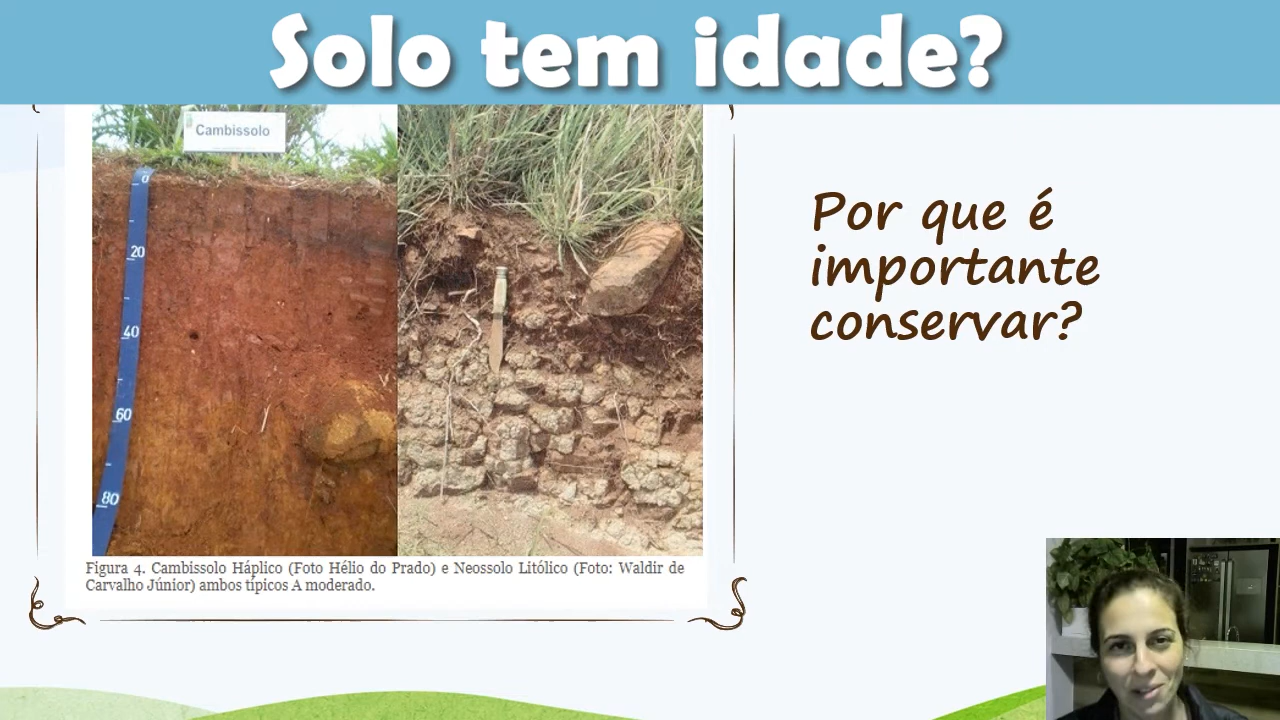 Solo tem idade?
Cambissolo
0
20
40
60
80
Por que é
importante
conservar?
Figura 4. Cambissolo Háplico (Foto Hélio do Prado) e Neossolo Litólico (Foto: Waldir de
Carvalho Júnior) ambos típicos A moderado.